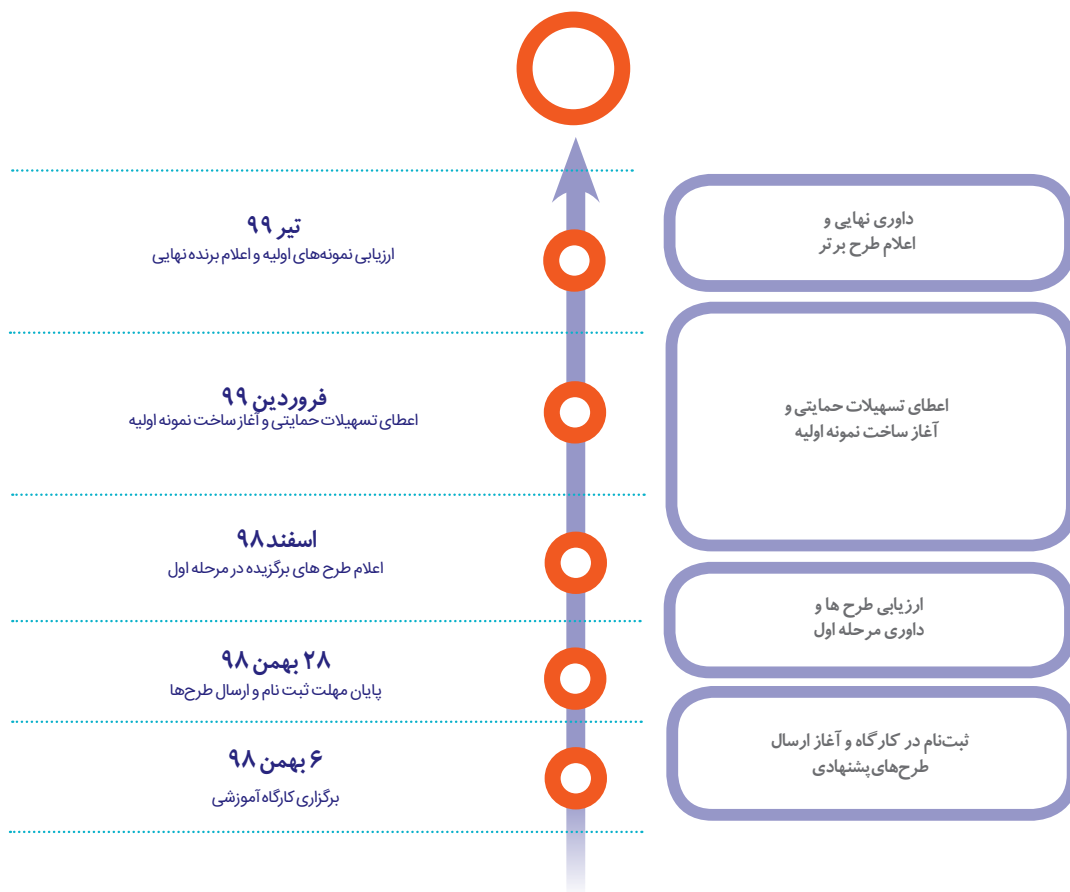 داوری نهایی و
اعلام طرح برتر
تیر ۹۹
ارزیابی نمونه‌های اولیه و اعلام برنده نهایی
اعطای تسهیلات حمایتی و
آغاز ساخت نمونه اولیه
فروردین ۹۹
اعطای تسهیلات حمایتی و آغاز ساخت نمونه اولیه
اسفند ۹۸
اعلام طرح های برگزیده در مرحله اول
ارزیابی طرح ها و
داوری مرحله اول
۲۸ بهمن ۹۸
پایان مهلت ثبت نام و ارسال طرح‌ها
ثبت‌نام در کارگاه و آغاز ارسال
طرح‌های پیشنهادی
۶ بهمن ۹۸
برگزاری کارگاه آموزشی